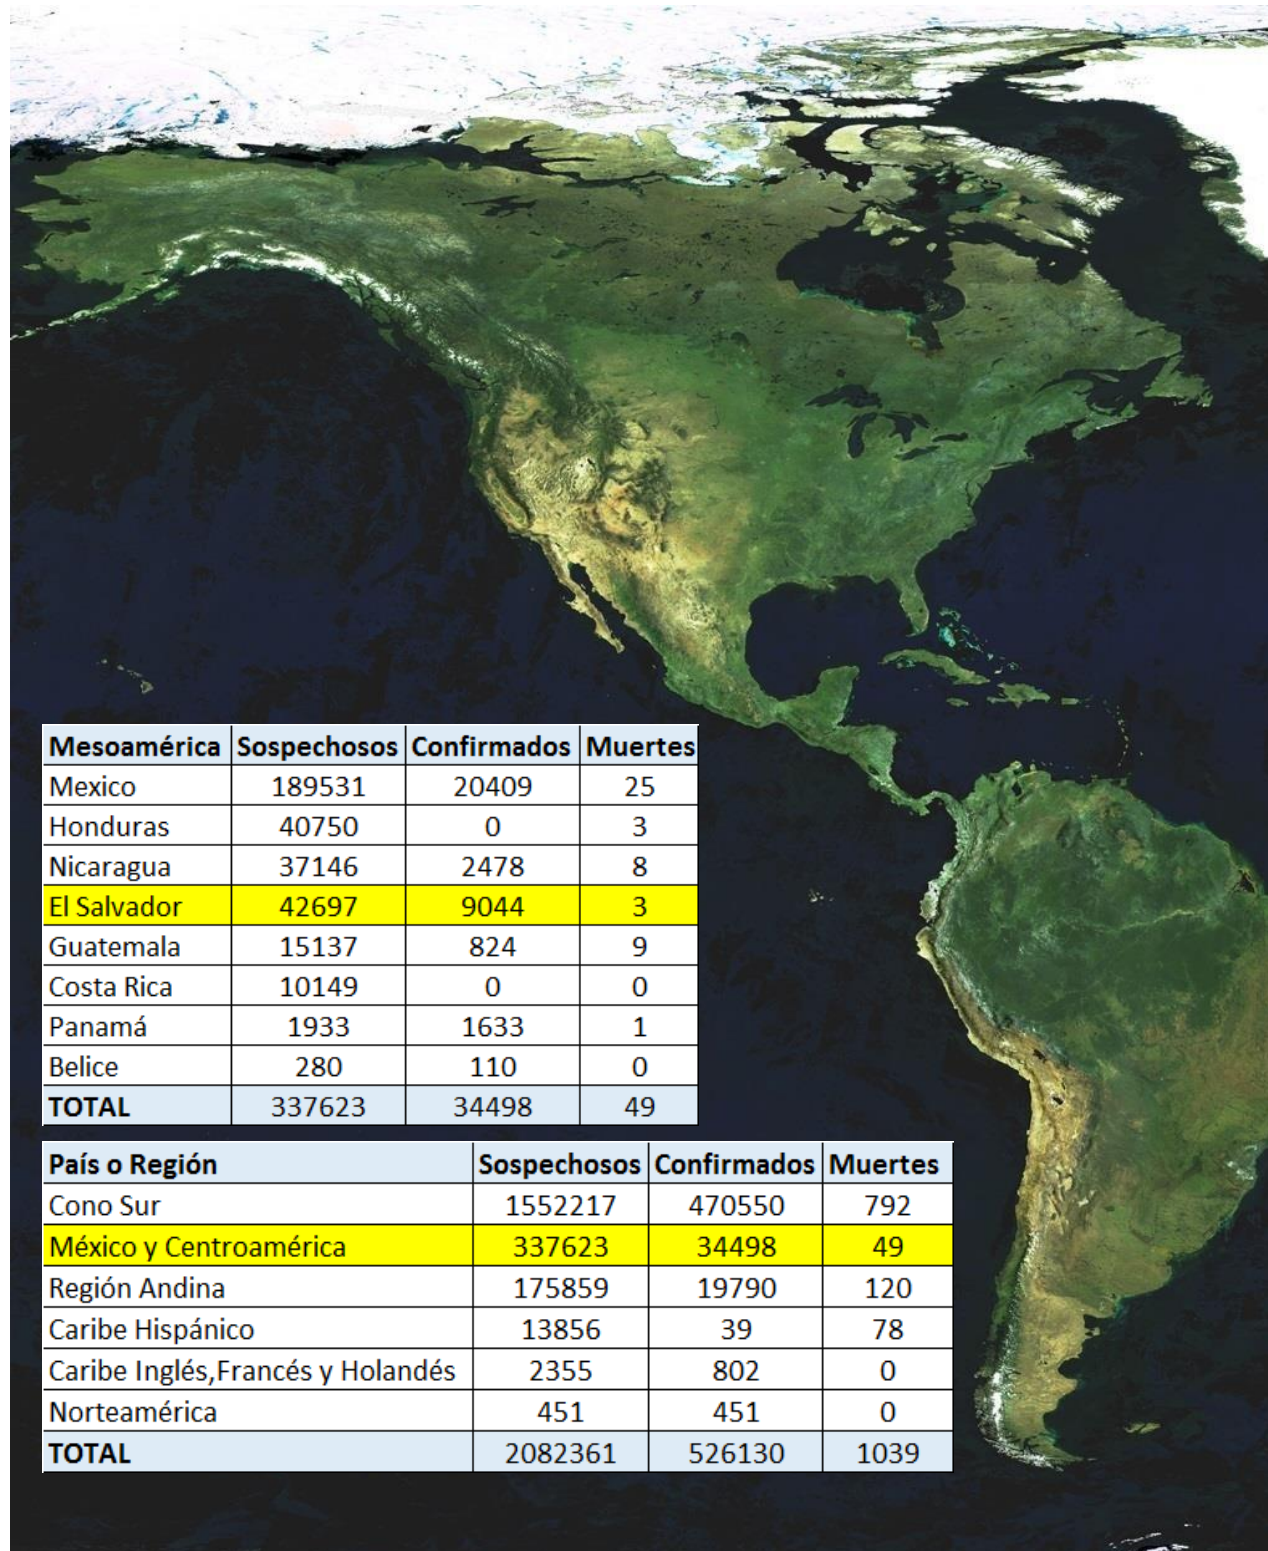 Mesoamérica Sospechosos Confirmados Muertes
Mexico 189531 20409 25
Honduras 40750 0 3
Nicaragua 37146 2478 8
El Salvador 42697 9044 3
Guatemala 15137 824 9
Costa Rica 10149 0 0
Panamá 1933 1633 1
Belice 280 110 0
TOTAL 337623 34498 49
País o Región Sospechosos Confirmados Muertes
Cono Sur 1552217 470550 792
México y Centroamérica 337623 34498 49
Región Andina 175859 19790 120
Caribe Hispánico 13856 39 78
Caribe Inglés,Francés y Holandés 2355 802 0
Norteamérica 451 451 0
TOTAL 2082361 526130 1039